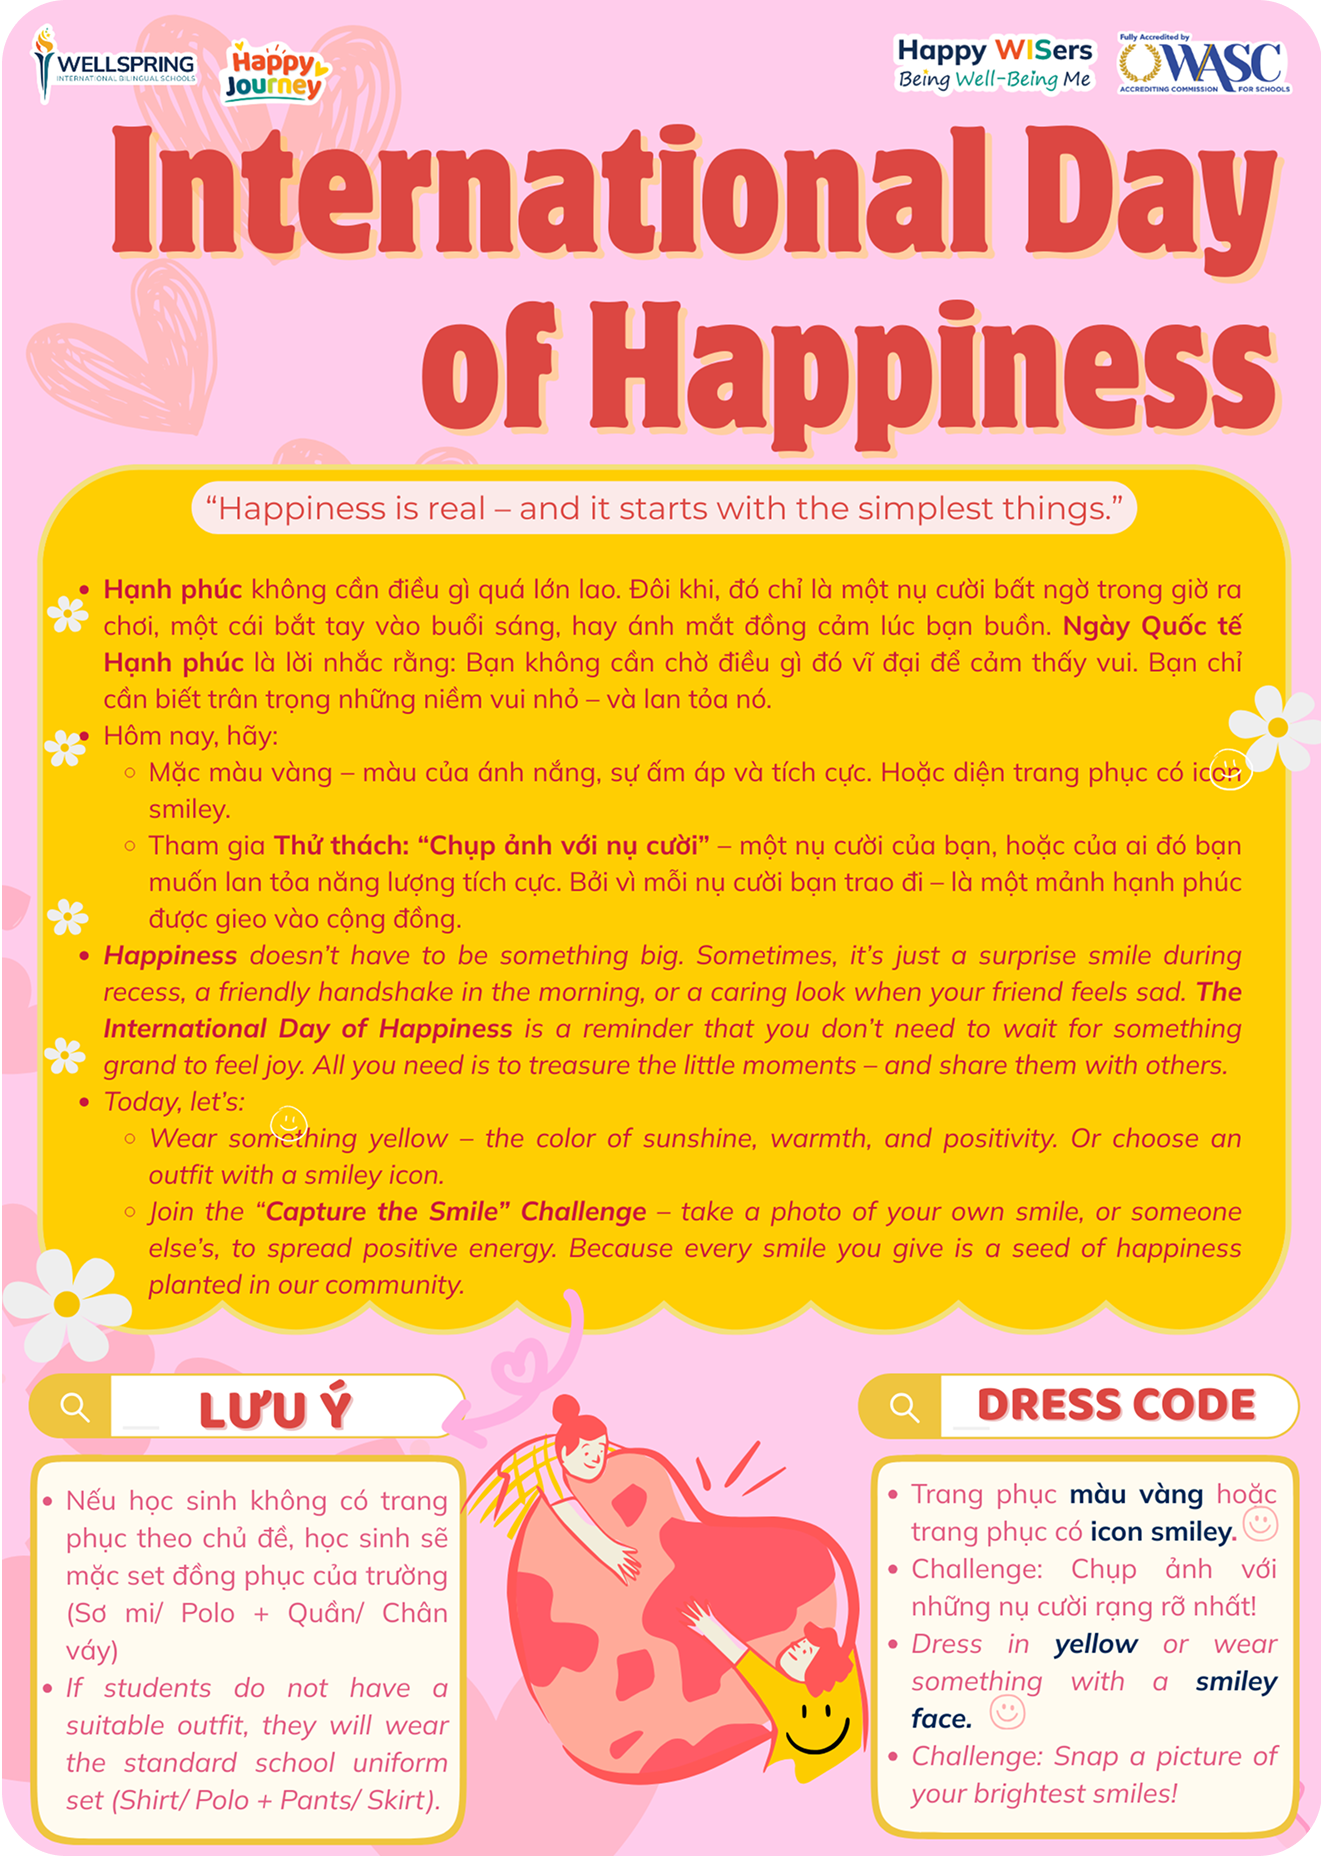 WELLSPRING
INTERNATIONAL BILINGUAL SCHOOLS
Happy
Journey
Happy WISers
Being Well-Being Me
Fully Accredited by
WASC
ACCREDITING COMMISSION FOR SCHOOLS
International Day
of Happiness
“Happiness is real – and it starts with the simplest things.”
• Hạnh phúc không cần điều gì quá lớn lao. Đôi khi, đó chỉ là một nụ cười bất ngờ trong giờ ra
chơi, một cái bắt tay vào buổi sáng, hay ánh mắt đồng cảm lúc bạn buồn. Ngày Quốc tế
Hạnh phúc là lời nhắc rằng: Bạn không cần chờ điều gì đó vĩ đại để cảm thấy vui. Bạn chỉ
cần biết trân trọng những niềm vui nhỏ – và lan tỏa nó.
• Hôm nay, hãy:
◦ Mặc màu vàng – màu của ánh nắng, sự ấm áp và tích cực. Hoặc diện trang phục có icon
smiley.
◦ Tham gia Thử thách: “Chụp ảnh với nụ cười” – một nụ cười của bạn, hoặc của ai đó bạn
muốn lan tỏa năng lượng tích cực. Bởi vì mỗi nụ cười bạn trao đi – là một mảnh hạnh phúc
được gieo vào cộng đồng.
• Happiness doesn’t have to be something big. Sometimes, it’s just a surprise smile during
recess, a friendly handshake in the morning, or a caring look when your friend feels sad. The
International Day of Happiness is a reminder that you don’t need to wait for something
grand to feel joy. All you need is to treasure the little moments – and share them with others.
• Today, let’s:
◦ Wear something yellow – the color of sunshine, warmth, and positivity. Or choose an
outfit with a smiley icon.
◦ Join the “Capture the Smile” Challenge – take a photo of your own smile, or someone
else’s, to spread positive energy. Because every smile you give is a seed of happiness
planted in our community.
LƯU Ý
• Nếu học sinh không có trang
phục theo chủ đề, học sinh sẽ
mặc set đồng phục của trường
(Sơ mi/ Polo + Quần/ Chân
váy)
• If students do not have a
suitable outfit, they will wear
the standard school uniform
set (Shirt/ Polo + Pants/ Skirt).
DRESS CODE
• Trang phục màu vàng hoặc
trang phục có icon smiley.
• Challenge: Chụp ảnh với
những nụ cười rạng rỡ nhất!
• Dress in yellow or wear
something with a smiley
face.
• Challenge: Snap a picture of
your brightest smiles!